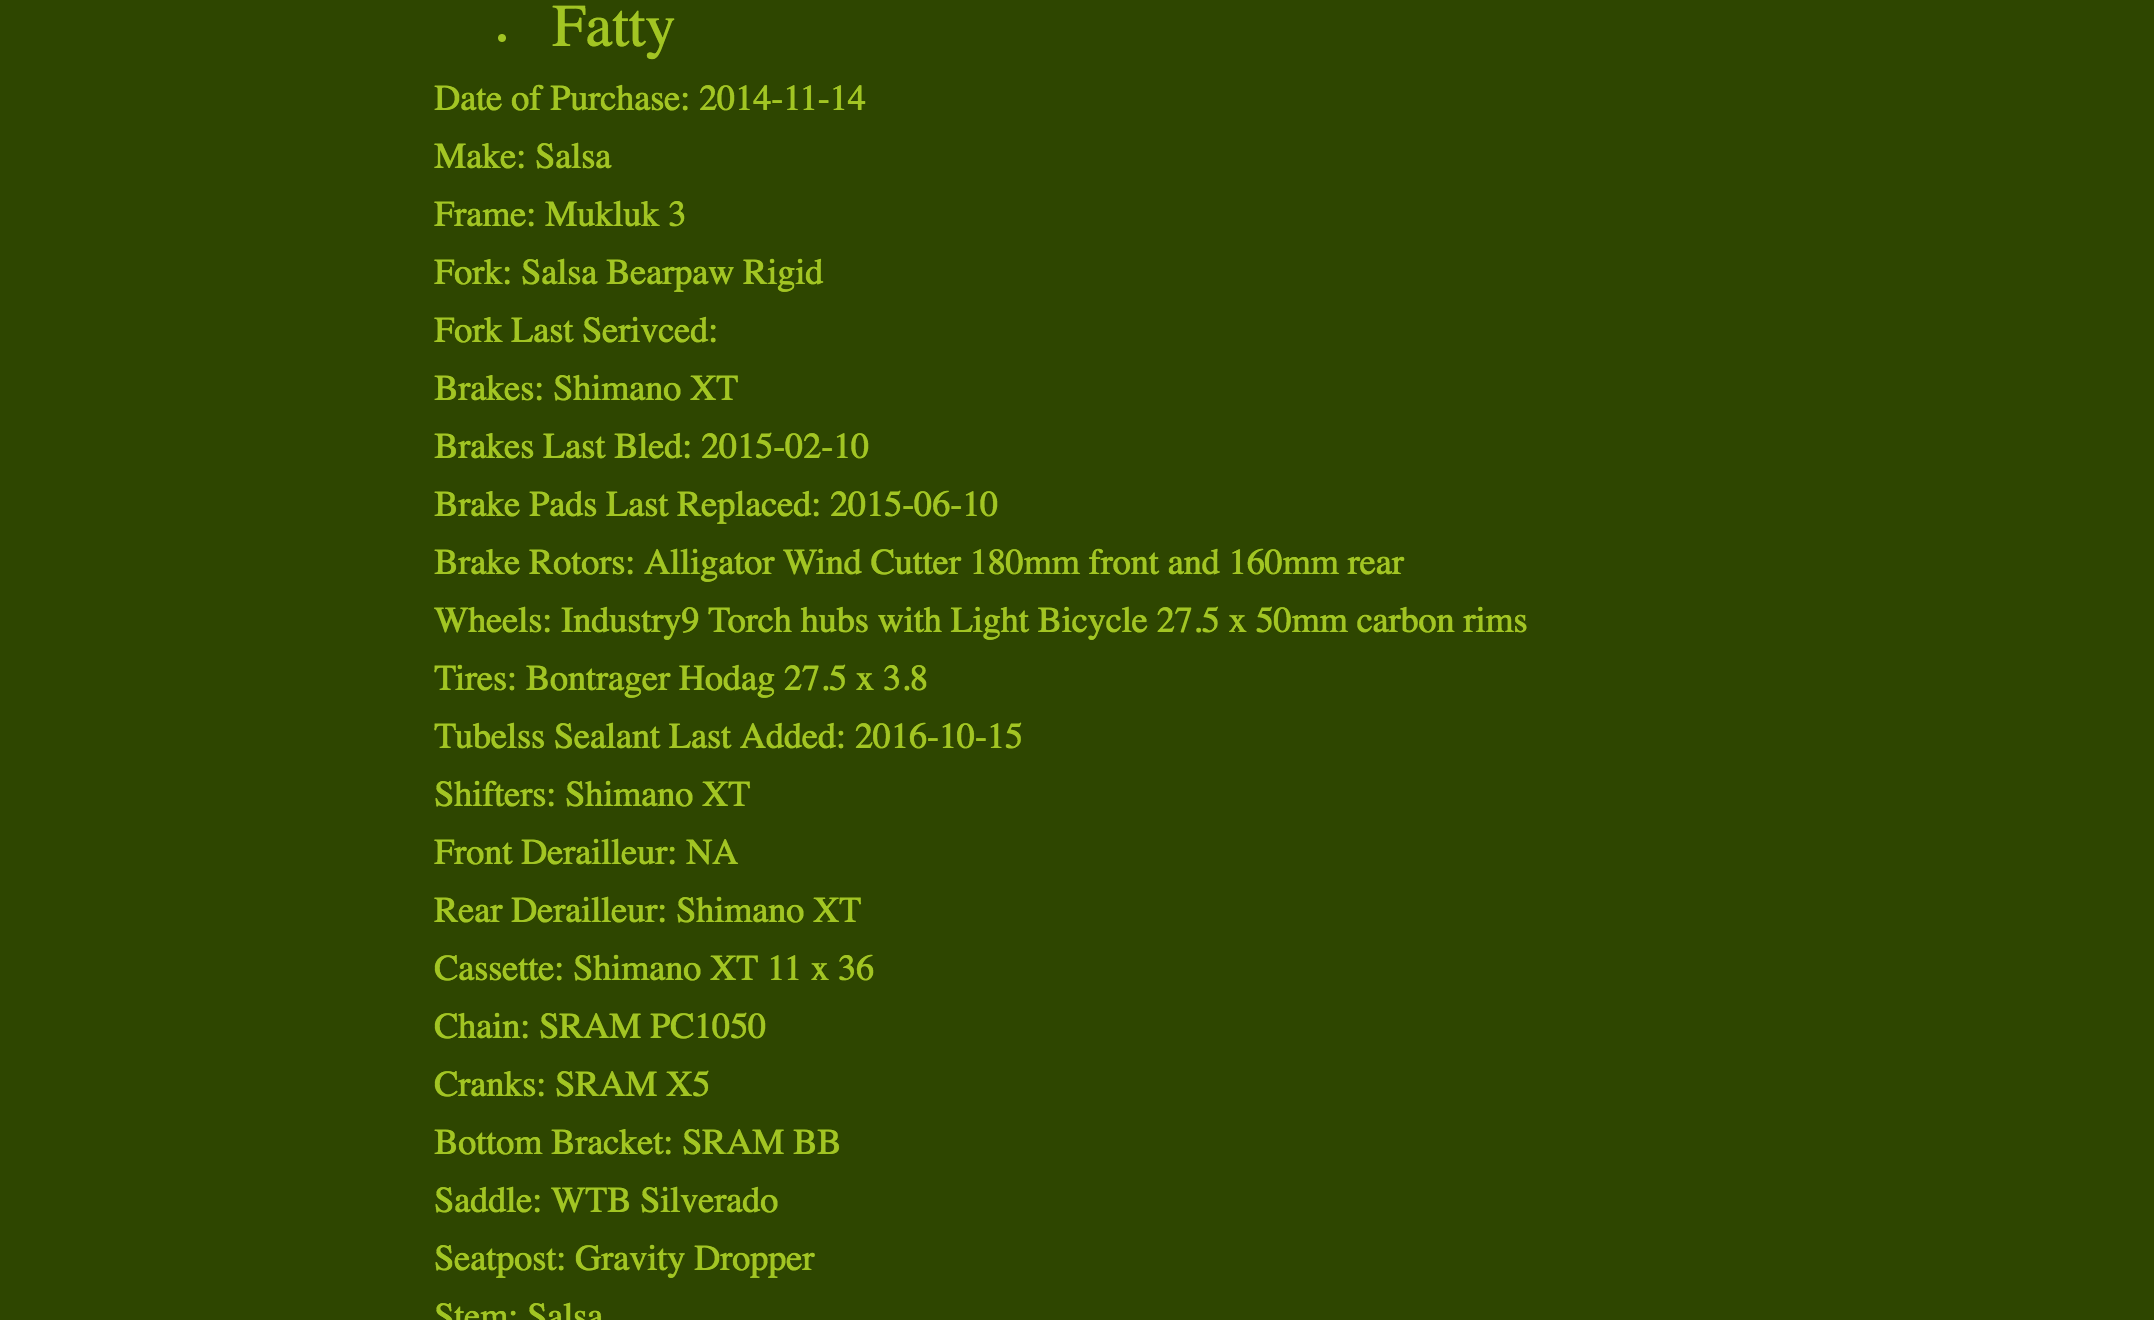 • Fatty
Date of Purchase: 2014-11-14
Make: Salsa
Frame: Mukluk 3
Fork: Salsa Bearpaw Rigid
Fork Last Serivced:
Brakes: Shimano XT
Brakes Last Bled: 2015-02-10
Brake Pads Last Replaced: 2015-06-10
Brake Rotors: Alligator Wind Cutter 180mm front and 160mm rear
Wheels: Industry9 Torch hubs with Light Bicycle 27.5 x 50mm carbon rims
Tires: Bontrager Hodag 27.5 x 3.8
Tubelss Sealant Last Added: 2016-10-15
Shifters: Shimano XT
Front Derailleur: NA
Rear Derailleur: Shimano XT
Cassette: Shimano XT 11 x 36
Chain: SRAM PC1050
Cranks: SRAM X5
Bottom Bracket: SRAM BB
Saddle: WTB Silverado
Seatpost: Gravity Dropper
Stem: Salsa